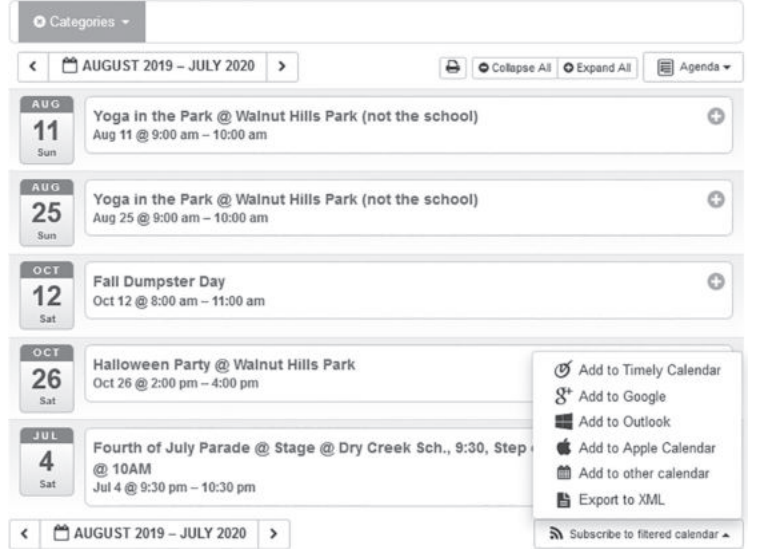 Categories
AUGUST 2019 – JULY 2020
Collapse All
Expand All
Agenda
AUG
11
Sun
Yoga in the Park @ Walnut Hills Park (not the school)
Aug 11 @ 9:00 am – 10:00 am
AUG
25
Sun
Yoga in the Park @ Walnut Hills Park (not the school)
Aug 25 @ 9:00 am – 10:00 am
OCT
12
Sat
Fall Dumpster Day
Oct 12 @ 8:00 am – 11:00 am
OCT
26
Sat
Halloween Party @ Walnut Hills Park
Oct 26 @ 2:00 pm – 4:00 pm
JUL
4
Sat
Fourth of July Parade @ Stage @ Dry Creek Sch., 9:30, Step
@ 10AM
Jul 4 @ 9:30 pm – 10:30 pm
Add to Timely Calendar
g+ Add to Google
Add to Outlook
Add to Apple Calendar
Add to other calendar
Export to XML
AUGUST 2019 – JULY 2020
Subscribe to filtered calendar